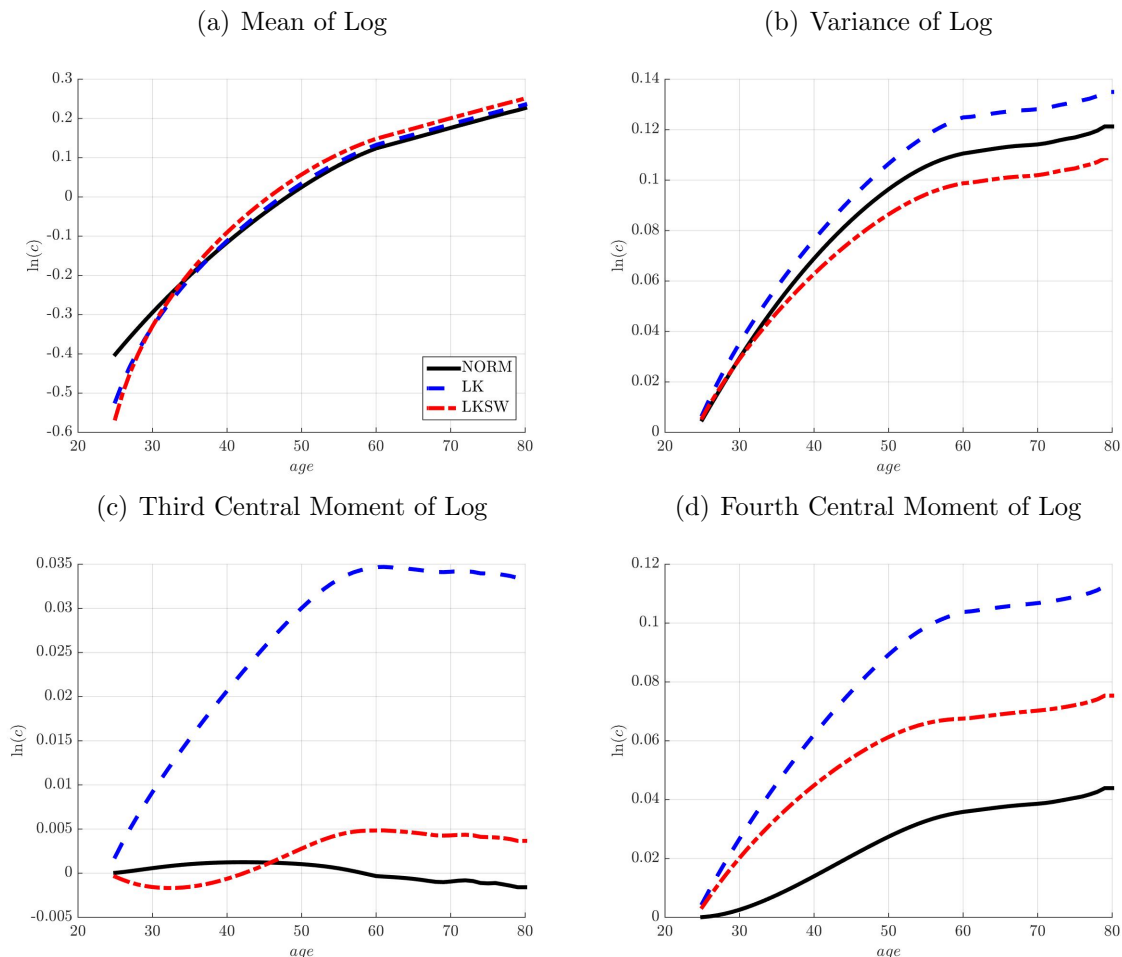 (a) Mean of Log
0.3
0.2
0.1
0
-0.1
-0.2
-0.3
-0.4
-0.5
-0.6
ln(c)
20 30 40 50 60 70 80
age
NORM
LK
LKSW
(b) Variance of Log
0.14
0.12
0.1
0.08
0.06
0.04
0.02
0
ln(c)
20 30 40 50 60 70 80
age
(c) Third Central Moment of Log
0.035
0.03
0.025
0.02
0.015
0.01
0.005
0
-0.005
ln(c)
20 30 40 50 60 70 80
age
(d) Fourth Central Moment of Log
0.12
0.1
0.08
0.06
0.04
0.02
0
ln(c)
20 30 40 50 60 70 80
age